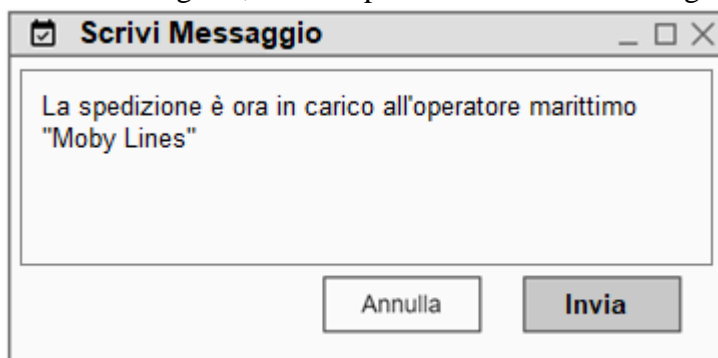 Scrivi Messaggio
La spedizione è ora in carico all'operatore marittimo
"Moby Lines"
Annulla
Invia